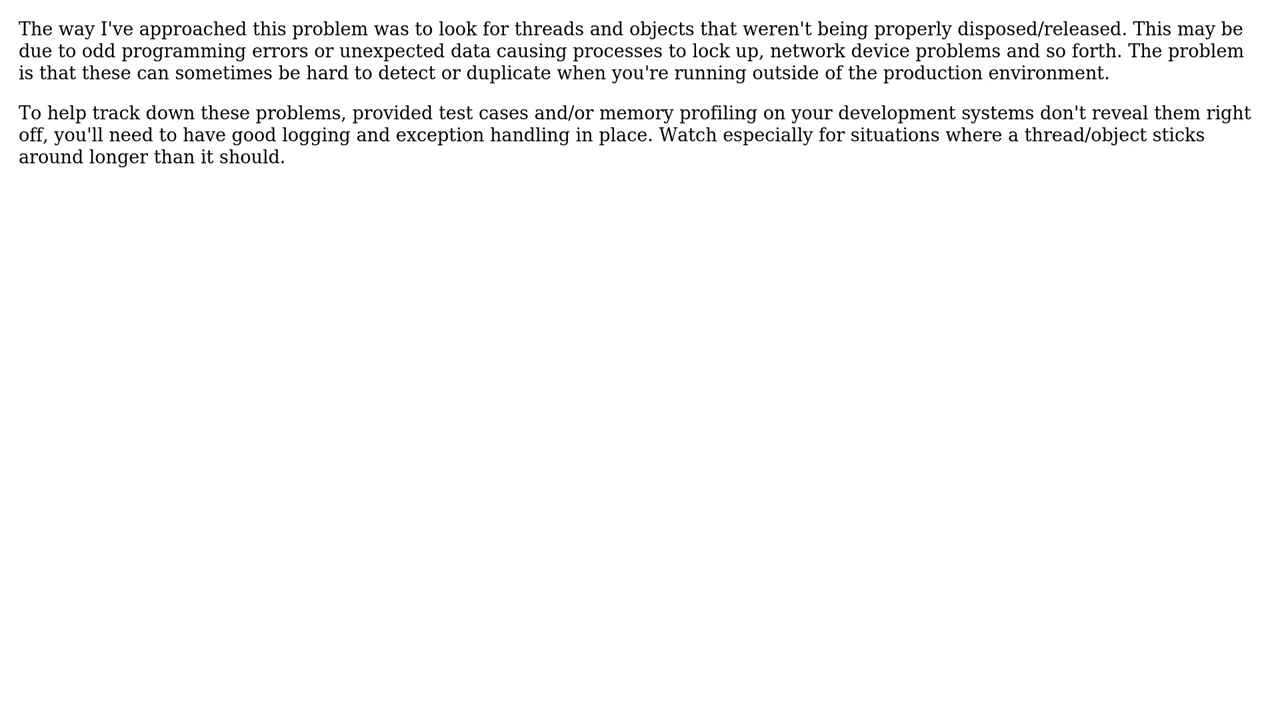 The way I've approached this problem was to look for threads and objects that weren't being properly disposed/released. This may be
due to odd programming errors or unexpected data causing processes to lock up, network device problems and so forth. The problem
is that these can sometimes be hard to detect or duplicate when you're running outside of the production environment.
To help track down these problems, provided test cases and/or memory profiling on your development systems don't reveal them right
off, you'll need to have good logging and exception handling in place. Watch especially for situations where a thread/object sticks
around longer than it should.